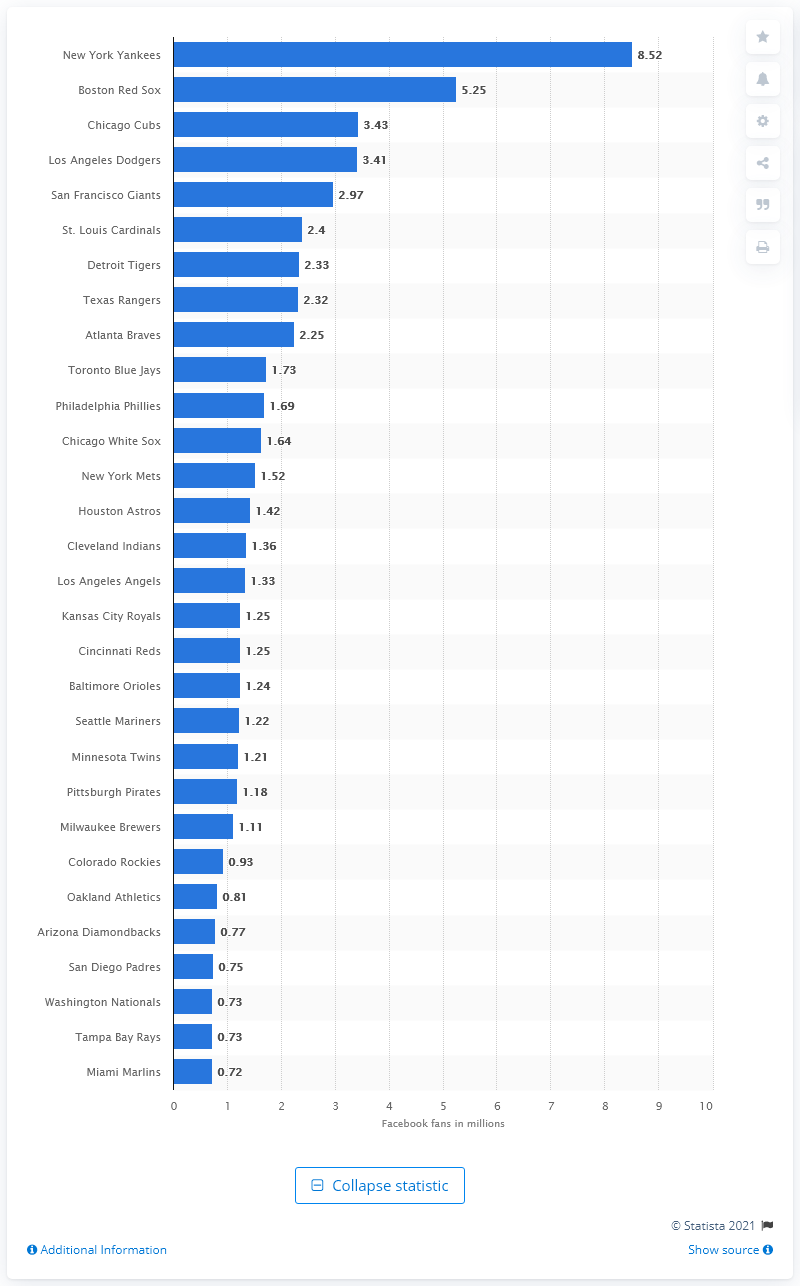 New York Yankees 8.52
Boston Red Sox 5.25
Chicago Cubs 3.43
Los Angeles Dodgers 3.41
San Francisco Giants 2.97
St. Louis Cardinals 2.4
Detroit Tigers 2.33
Texas Rangers 2.32
Atlanta Braves 2.25
Toronto Blue Jays 1.73
Philadelphia Phillies 1.69
Chicago White Sox 1.64
New York Mets 1.52
Houston Astros 1.42
Cleveland Indians 1.36
Los Angeles Angels 1.33
Kansas City Royals 1.25
Cincinnati Reds 1.25
Baltimore Orioles 1.24
Seattle Mariners 1.22
Minnesota Twins 1.21
Pittsburgh Pirates 1.18
Milwaukee Brewers 1.11
Colorado Rockies 0.93
Oakland Athletics 0.81
Arizona Diamondbacks 0.77
San Diego Padres 0.75
Washington Nationals 0.73
Tampa Bay Rays 0.73
Miami Marlins 0.72
0 1 2 3 4 5 6 7 8 9 10
Facebook fans in millions
Collapse statistic
© Statista 2021
Additional Information Show source